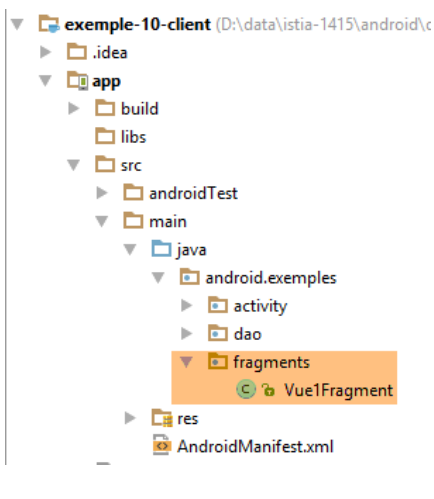 exemple-10-client (D:\data\istia-1415\android\
.idea
app
build
libs
src
androidTest
main
java
android.exemples
activity
dao
fragments
Vue1Fragment
res
AndroidManifest.xml